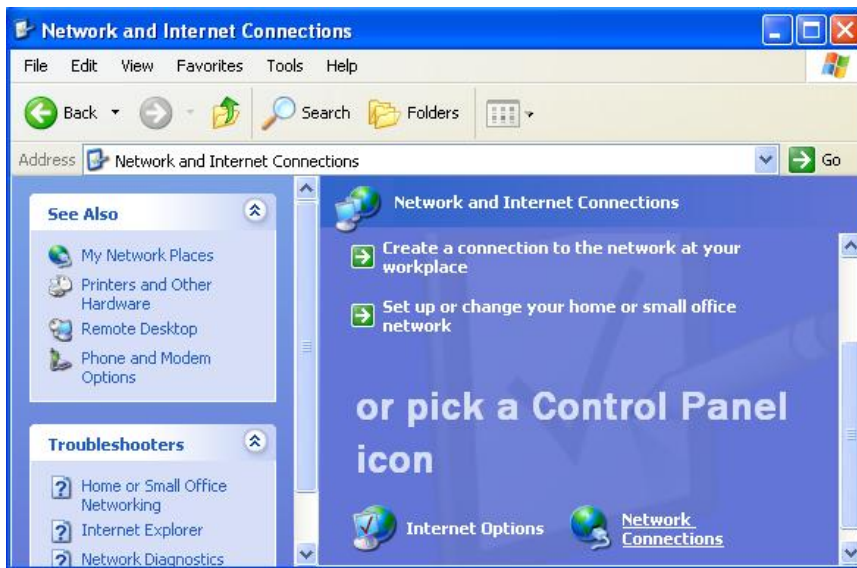 Network and Internet Connections
File Edit View Favorites Tools Help
Back Search Folders
Address Network and Internet Connections Go
See Also
My Network Places
Printers and Other
Hardware
Remote Desktop
Phone and Modem
Options
Troubleshooters
Home or Small Office
Networking
Internet Explorer
Network Diagnostics
Network and Internet Connections
Create a connection to the network at your
workplace
Set up or change your home or small office
network
or pick a Control Panel
icon
Internet Options
Network
Connections